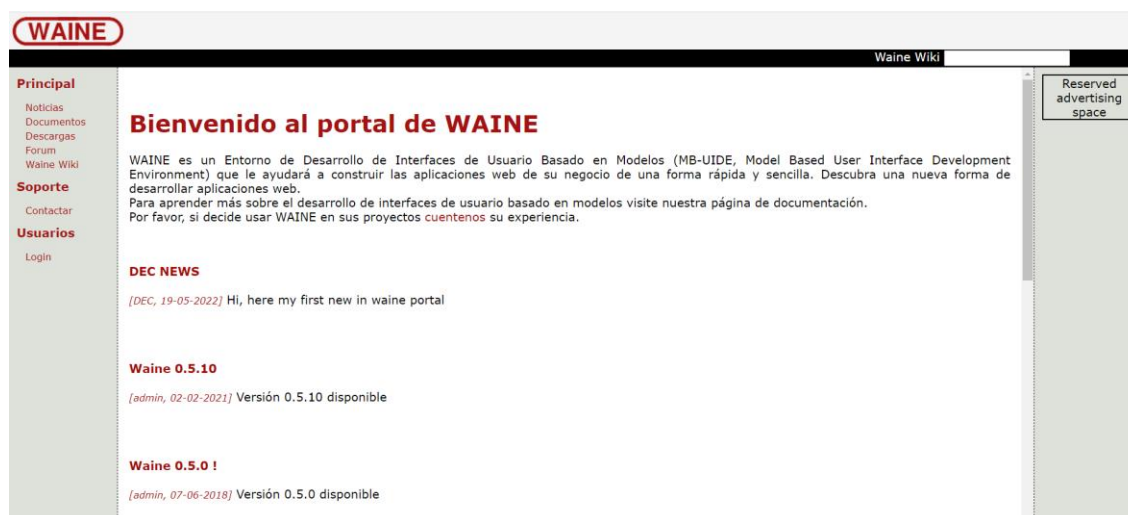 WAINE
Waine Wiki
Principal
Noticias
Documentos
Descargas
Forum
Waine Wiki
Soporte
Contactar
Usuarios
Login
Bienvenido al portal de WAINE
WAINE es un Entorno de Desarrollo de Interfaces de Usuario Basado en Modelos (MB-UIDE, Model Based User Interface Development
Environment) que le ayudará a construir las aplicaciones web de su negocio de una forma rápida y sencilla. Descubra una nueva forma de
desarrollar aplicaciones web.
Para aprender más sobre el desarrollo de interfaces de usuario basado en modelos visite nuestra página de documentación.
Por favor, si decide usar WAINE en sus proyectos cuentenos su experiencia.
DEC NEWS
[DEC, 19-05-2022] Hi, here my first new in waine portal
Waine 0.5.10
[admin, 02-02-2021] Versión 0.5.10 disponible
Waine 0.5.0 !
[admin, 07-06-2018] Versión 0.5.0 disponible
Reserved
advertising
space